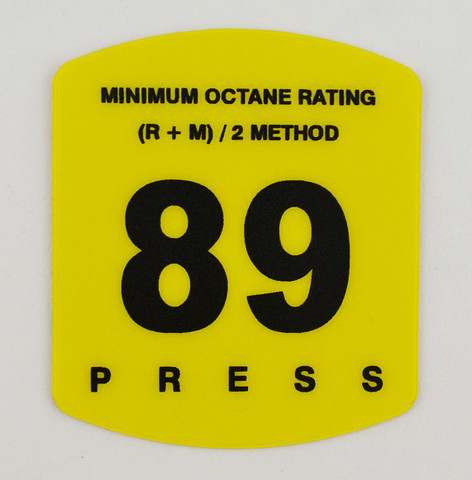 MINIMUM OCTANE RATING
(R + M) / 2 METHOD
89
PRESS